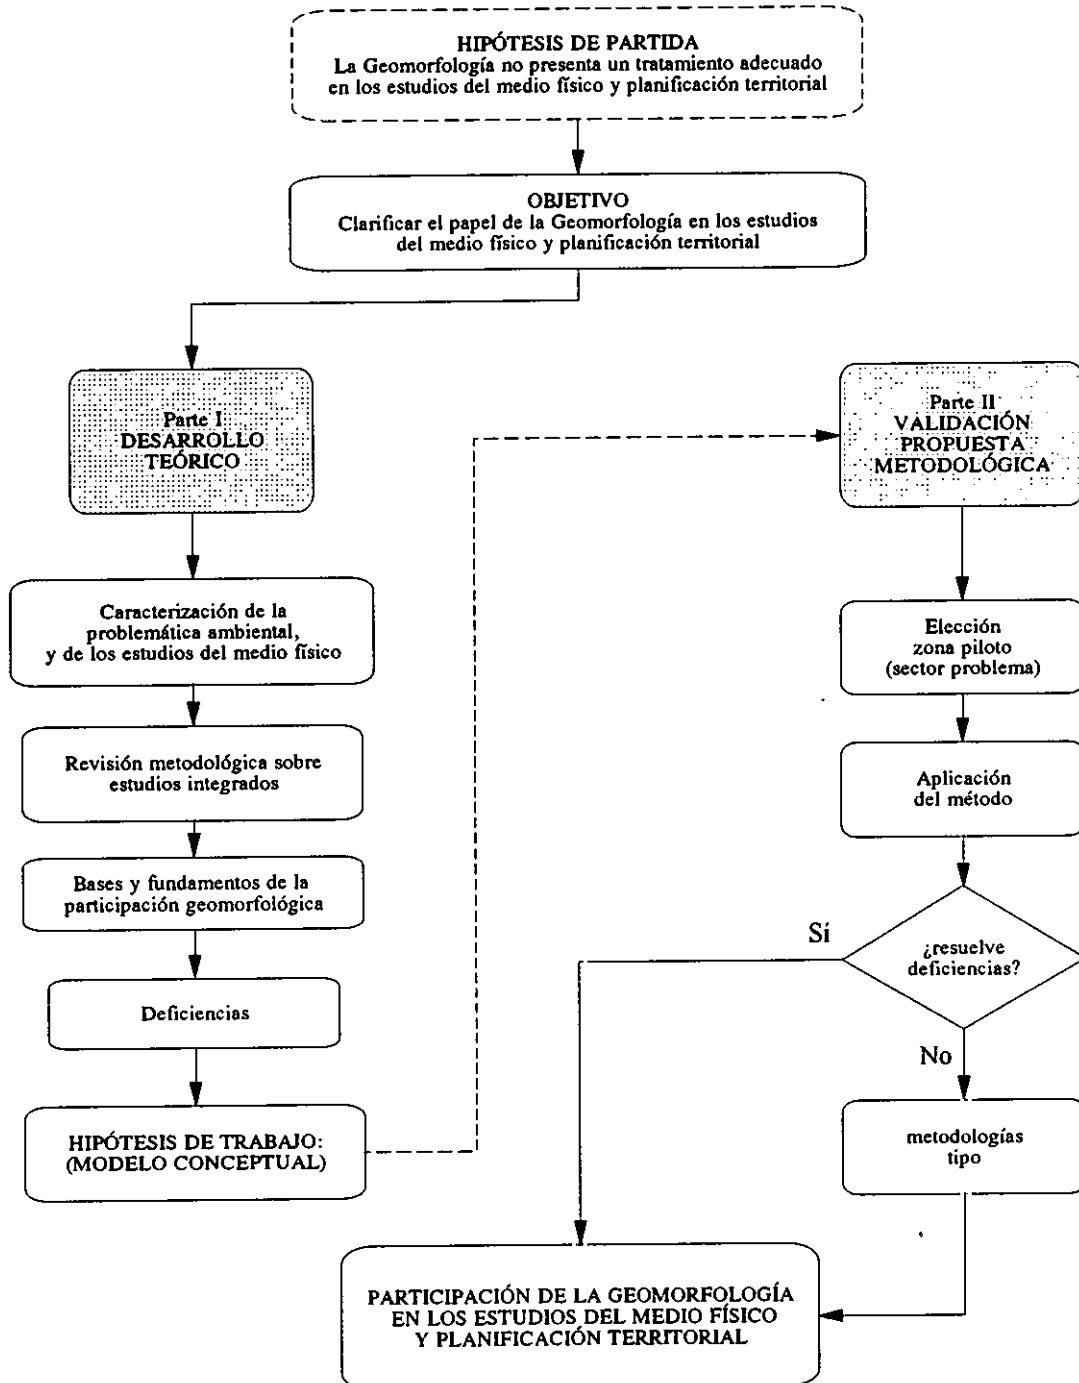 HIPÓTESIS DE PARTIDA
La Geomorfología no presenta un tratamiento adecuado
en los estudios del medio físico y planificación territorial
OBJETIVO
Clarificar el papel de la Geomorfología en los estudios
del medio físico y planificación territorial
Parte I
DESARROLLO
TEÓRICO
Caracterización de la
problemática ambiental,
y de los estudios del medio físico
Revisión metodológica sobre
estudios integrados
Bases y fundamentos de la
participación geomorfológica
Deficiencias
HIPÓTESIS DE TRABAJO:
(MODELO CONCEPTUAL)
Parte II
VALIDACIÓN
PROPUESTA
METODOLÓGICA
Elección
zona piloto
(sector problema)
Aplicación
del método
¿resuelve
deficiencias?
Sí
No
metodologías
tipo
PARTICIPACIÓN DE LA GEOMORFOLOGÍA
EN LOS ESTUDIOS DEL MEDIO FÍSICO
Y PLANIFICACIÓN TERRITORIAL